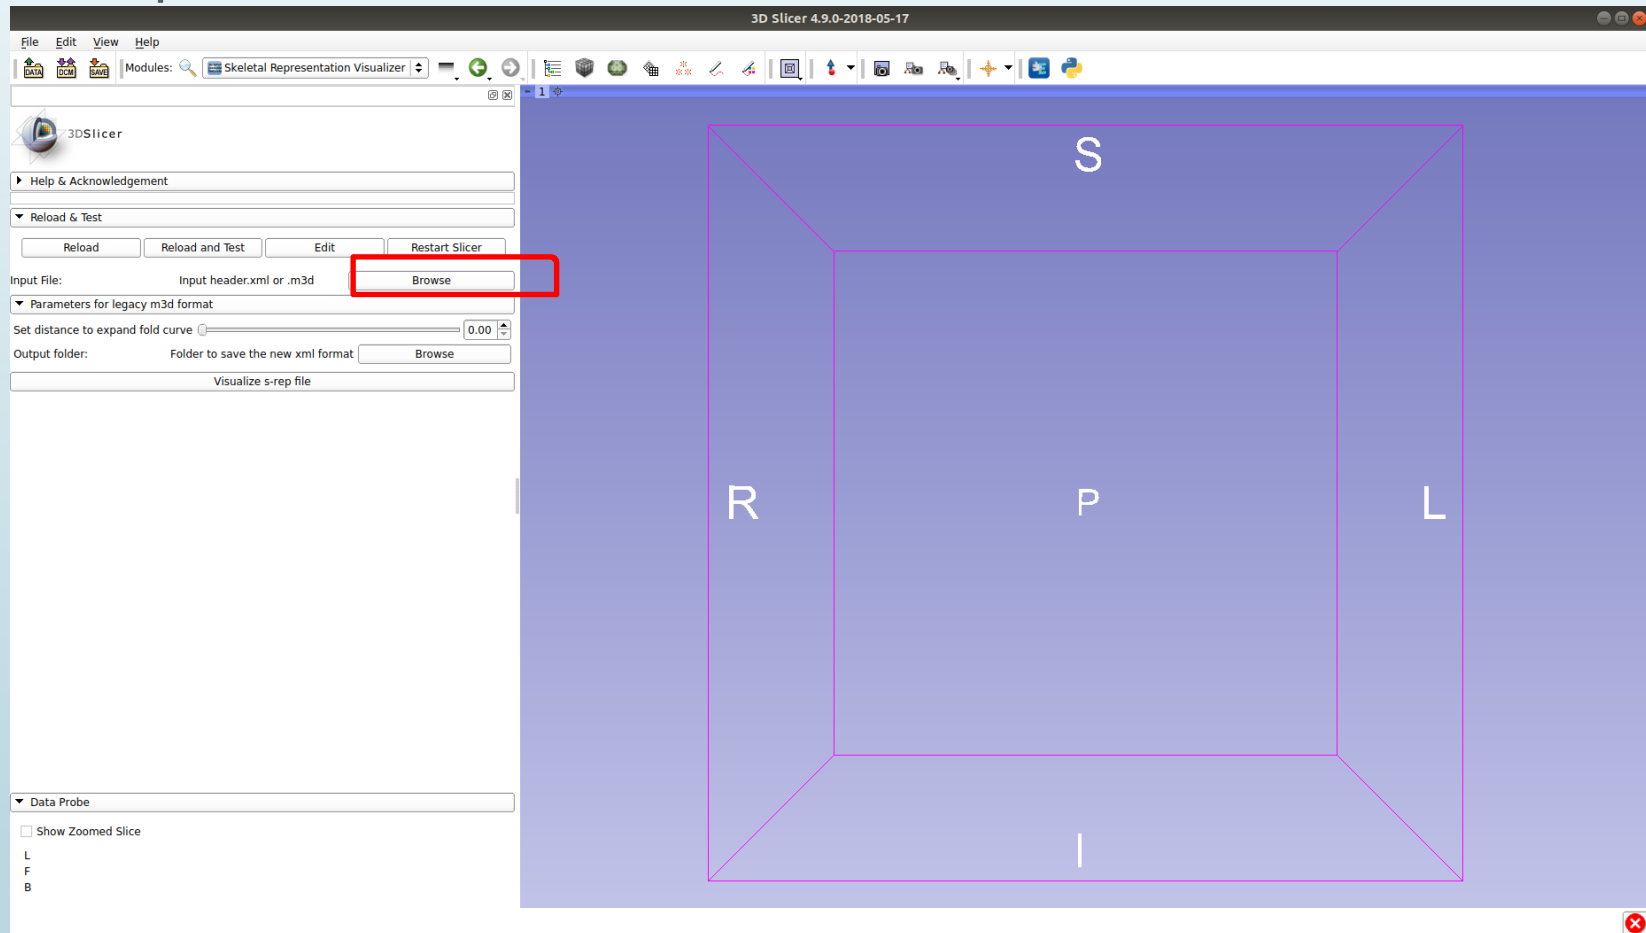 3D Slicer 4.9.0-2018-05-17
File Edit View Help
DATA DCM SAVE Modules: Skeletal Representation Visualizer
1
3DSlicer
Help & Acknowledgement
Reload & Test
Reload Reload and Test Edit Restart Slicer
Input File: Input header.xml or .m3d Browse
Parameters for legacy m3d format
Set distance to expand fold curve 0.00
Output folder: Folder to save the new xml format Browse
Visualize s-rep file
S
R P L
I
Data Probe
Show Zoomed Slice
L
F
B